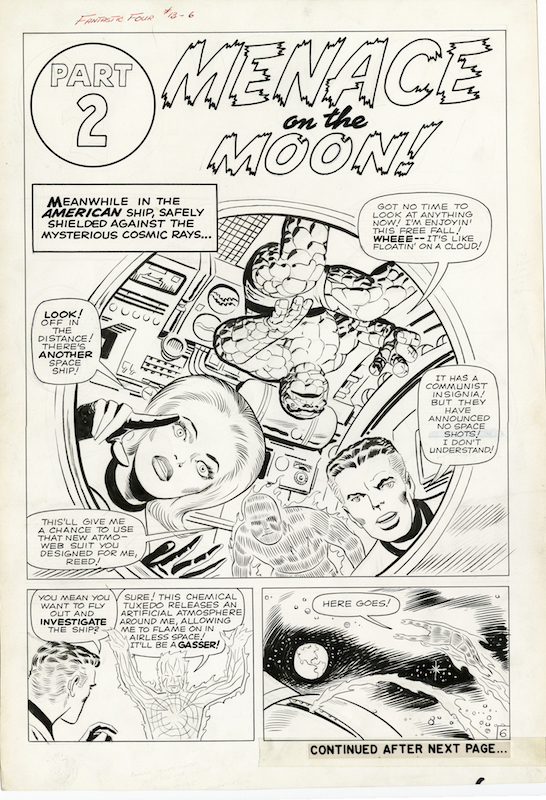 FANTASTIC FOUR #13-6
PART
2
MENACE
on the
MOON!
MEANWHILE IN THE
AMERICAN SHIP, SAFELY
SHIELDED AGAINST THE
MYSTERIOUS COSMIC RAYS...
GOT NO TIME TO
LOOK AT ANYTHING
NOW! I'M ENJOYIN'
THIS FREE FALL!
WHEEE-- IT'S LIKE
FLOATIN' ON A CLOUD!
LOOK!
OFF IN
THE
DISTANCE!
THERE'S
ANOTHER
SPACE
SHIP!
IT HAS A
COMMUNIST
INSIGNIA!
BUT THEY
HAVE
ANNOUNCED
NO SPACE
SHOTS!
I DON'T
UNDERSTAND!
THIS'LL GIVE ME
A CHANCE TO USE
THAT NEW ATMO-
WEB SUIT YOU
DESIGNED FOR ME,
REED!
YOU MEAN YOU
WANT TO FLY
OUT AND
INVESTIGATE
THE SHIP?
SURE! THIS CHEMICAL
TUXEDO RELEASES AN
ARTIFICIAL ATMOSPHERE
AROUND ME, ALLOWING
ME TO FLAME ON IN
AIRLESS SPACE!
IT'LL BE A GASSER!
HERE GOES!
6
CONTINUED AFTER NEXT PAGE...